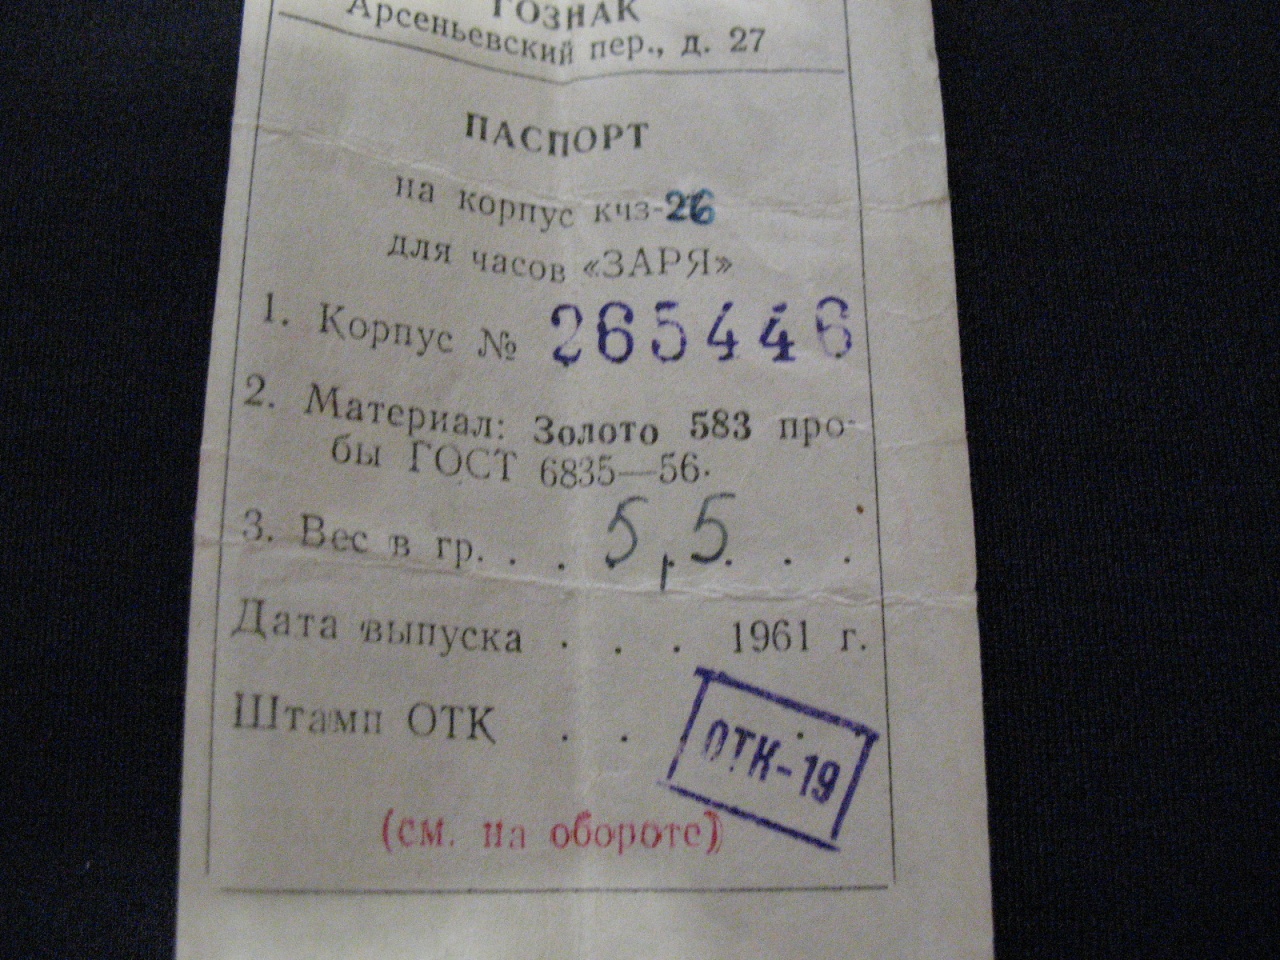 ГОЗНАК
Арсеньевский пер., д. 27
ПАСПОРТ
на корпус кчз-26
для часов «ЗАРЯ»
1. Корпус № 265446
2. Материал: Золото 583 про-
бы ГОСТ 6835—56.
3. Вес в гр. . . 5,5 . . .
Дата выпуска . . . 1961 г.
Штамп ОТК . . .
ОТК-19
(см. на обороте)